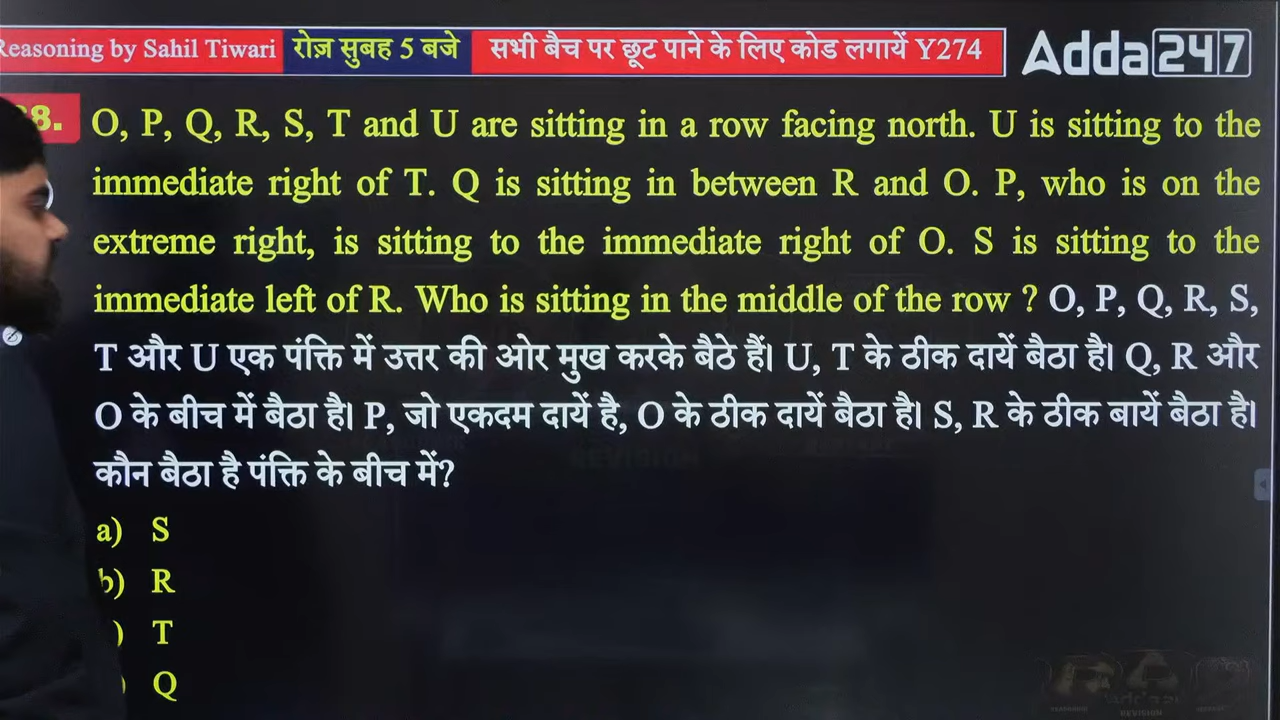 Reasoning by Sahil Tiwari रोज़ सुबह 5 बजे सभी बैच पर छूट पाने के लिए कोड लगायें Y274 Adda247
8. O, P, Q, R, S, T and U are sitting in a row facing north. U is sitting to the
immediate right of T. Q is sitting in between R and O. P, who is on the
extreme right, is sitting to the immediate right of O. S is sitting to the
immediate left of R. Who is sitting in the middle of the row ? O, P, Q, R, S,
T और U एक पंक्ति में उत्तर की ओर मुख करके बैठे हैं। U, T के ठीक दायें बैठा है। Q, R और
O के बीच में बैठा है। P, जो एकदम दायें है, O के ठीक दायें बैठा है। S, R के ठीक बायें बैठा है।
कौन बैठा है पंक्ति के बीच में?
a) S
b) R
) T
) Q
REVISION